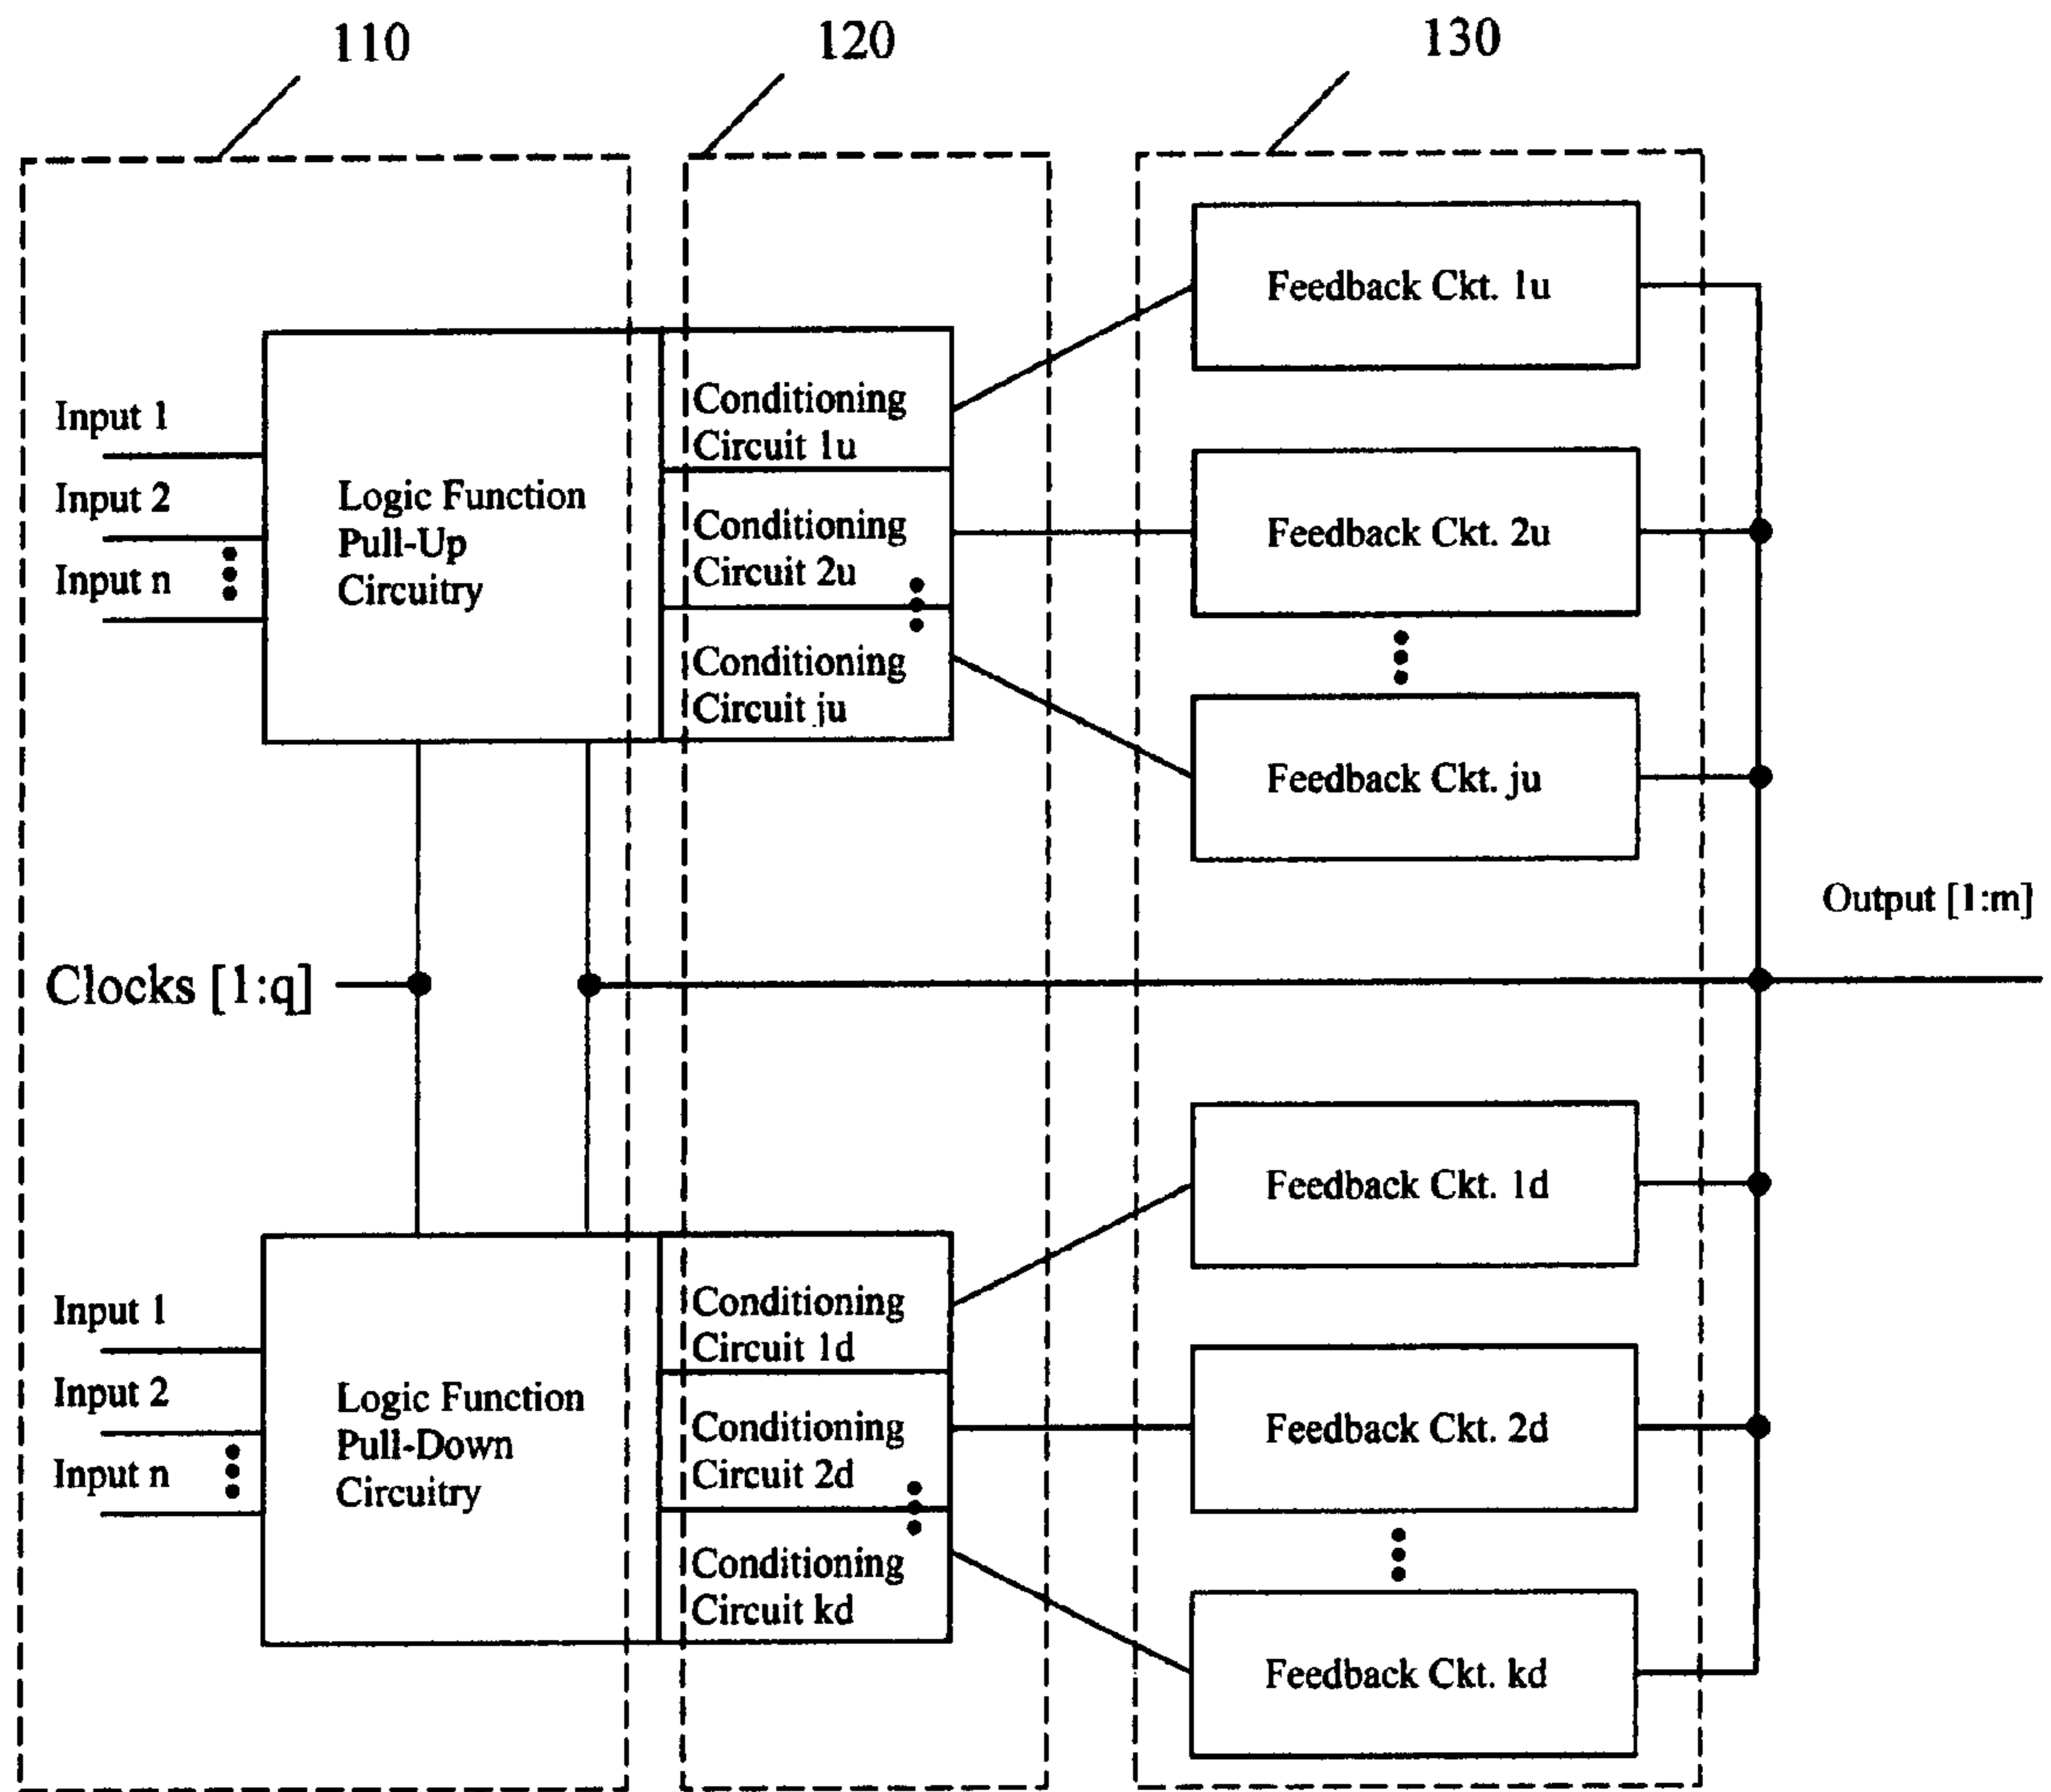 110
120
130
Feedback Ckt. 1u
Input 1
Input 2
Input n
Logic Function
Pull-Up
Circuitry
Conditioning
Circuit 1u
Conditioning
Circuit 2u
Conditioning
Circuit ju
Feedback Ckt. 2u
Feedback Ckt. ju
Output [1:m]
Clocks [1:q]
Feedback Ckt. 1d
Input 1
Input 2
Input n
Logic Function
Pull-Down
Circuitry
Conditioning
Circuit 1d
Conditioning
Circuit 2d
Conditioning
Circuit kd
Feedback Ckt. 2d
Feedback Ckt. kd